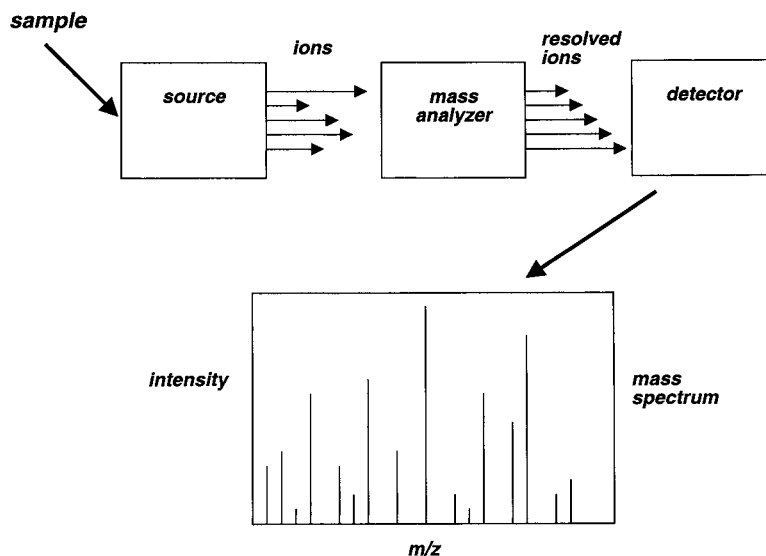 sample
ions
resolved
ions
source
mass
analyzer
detector
intensity
mass
spectrum
m/z